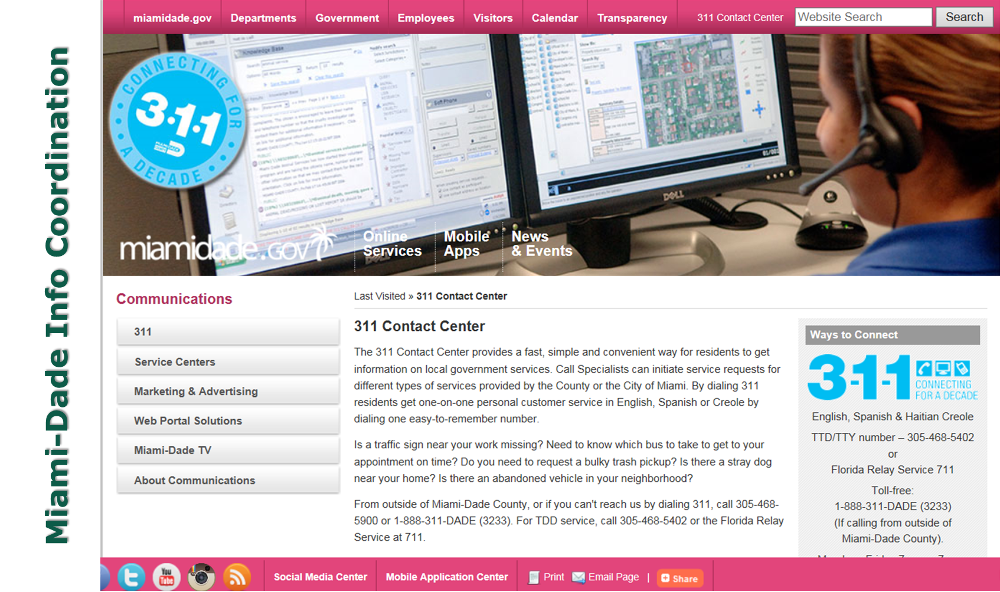 Miami-Dade Info Coordination
miamidade.gov
Departments
Government
Employees
Visitors
Calendar
Transparency
311 Contact Center
Website Search
Search
CONNECTING FOR
3·1·1
A DECADE
Knowledge Base
Soft Phone
DELL
miamidade.gov
Online
Services
Mobile
Apps
News
& Events
Communications
311
Service Centers
Marketing & Advertising
Web Portal Solutions
Miami-Dade TV
About Communications
Last Visited » 311 Contact Center
311 Contact Center
The 311 Contact Center provides a fast, simple and convenient way for residents to get
information on local government services. Call Specialists can initiate service requests for
different types of services provided by the County or the City of Miami. By dialing 311
residents get one-on-one personal customer service in English, Spanish or Creole by
dialing one easy-to-remember number.
Is a traffic sign near your work missing? Need to know which bus to take to get to your
appointment on time? Do you need to request a bulky trash pickup? Is there a stray dog
near your home? Is there an abandoned vehicle in your neighborhood?
From outside of Miami-Dade County, or if you can't reach us by dialing 311, call 305-468-
5900 or 1-888-311-DADE (3233). For TDD service, call 305-468-5402 or the Florida Relay
Service at 711.
Ways to Connect
3-1-1
CONNECTING
FOR A DECADE
English, Spanish & Haitian Creole
TTD/TTY number – 305-468-5402
or
Florida Relay Service 711
Toll-free:
1-888-311-DADE (3233)
(If calling from outside of
Miami-Dade County).
You
Tube
Social Media Center
Mobile Application Center
Print
Email Page
|
Share